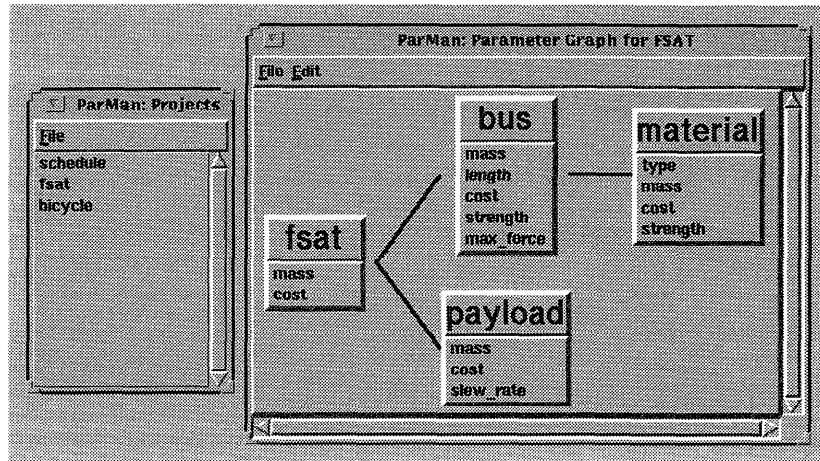 ParMan: Projects
File
schedule
fsat
bicycle
ParMan: Parameter Graph for FSAT
File Edit
fsat
mass
cost
bus
mass
length
cost
strength
max_force
payload
mass
cost
slew_rate
material
type
mass
cost
strength